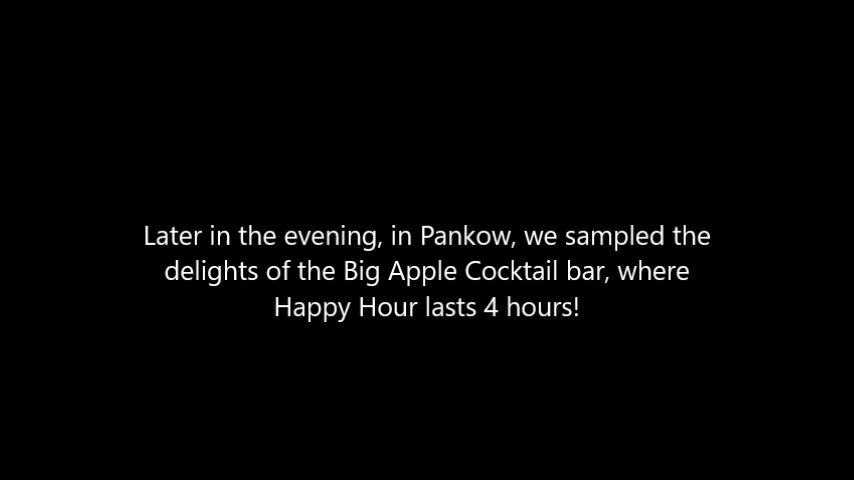 Later in the evening, in Pankow, we sampled the
delights of the Big Apple Cocktail bar, where
Happy Hour lasts 4 hours!